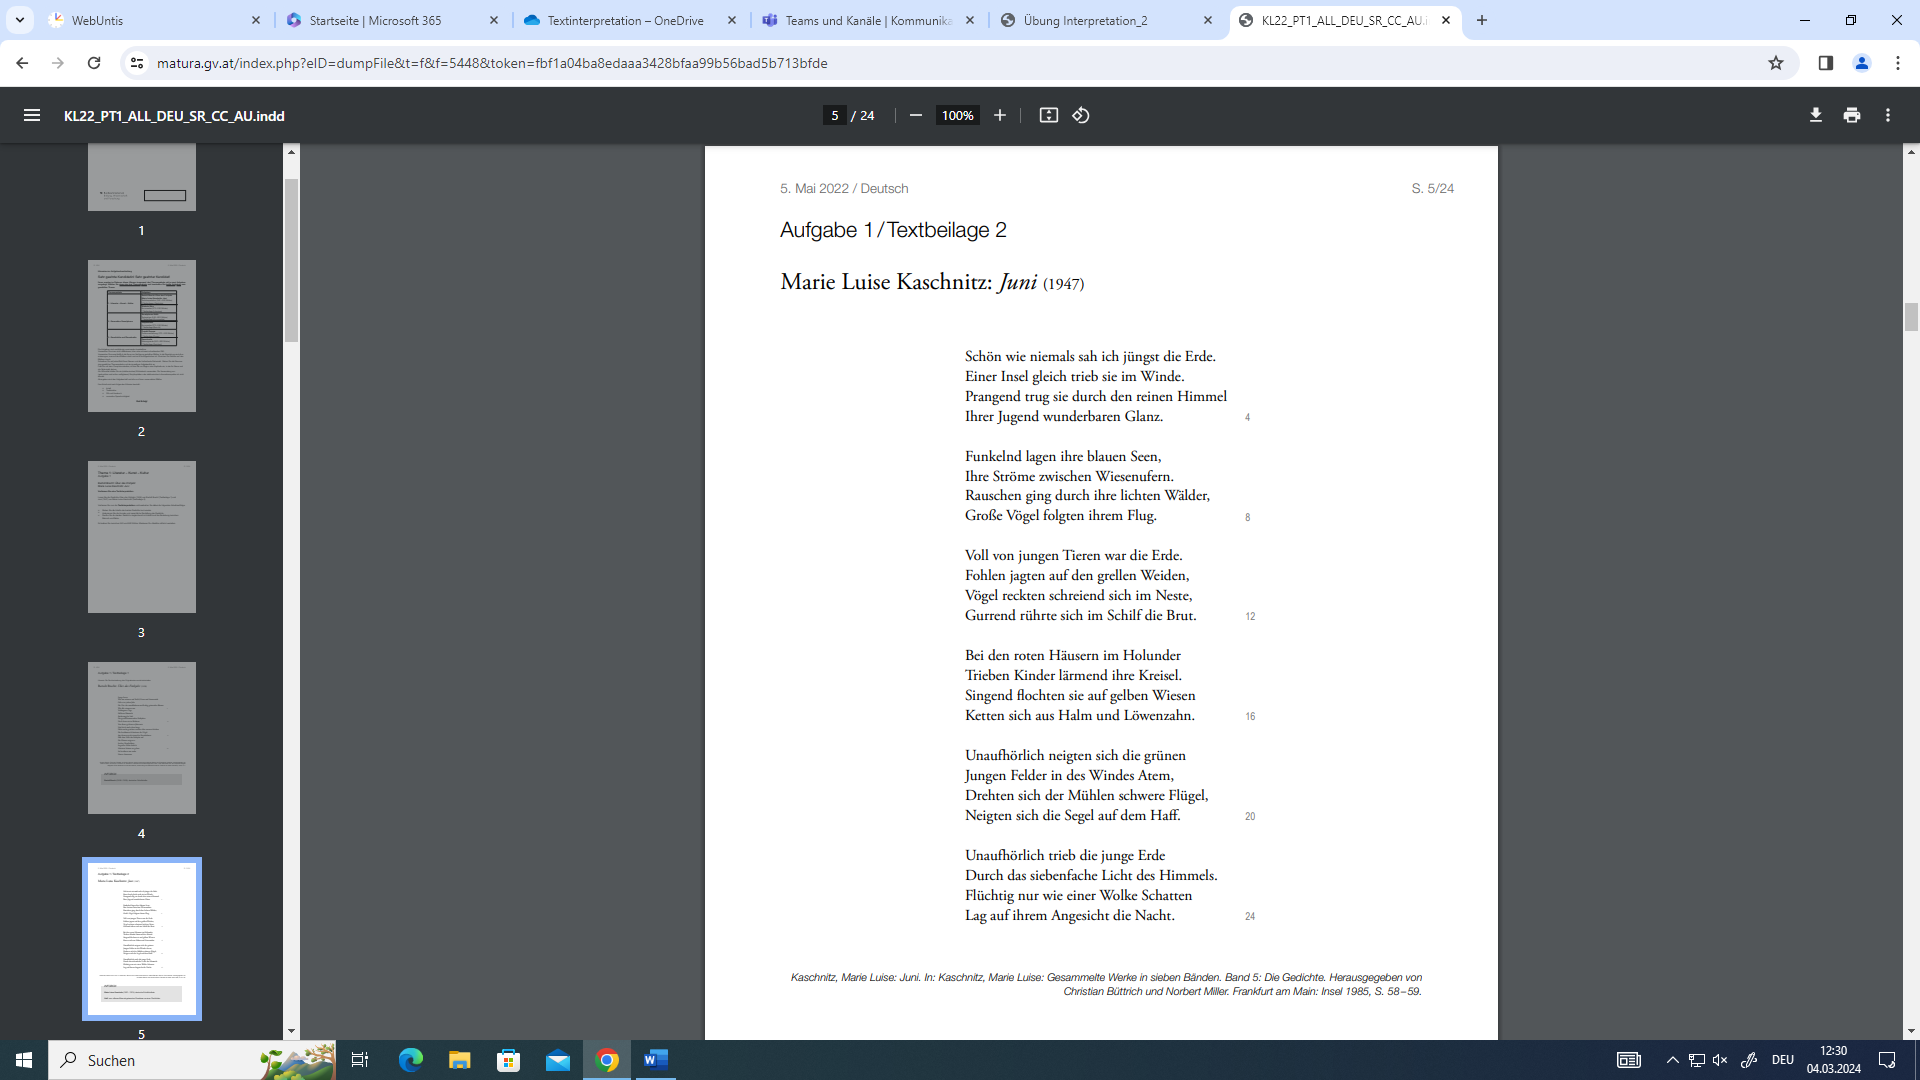 WebUntis
Startseite | Microsoft 365
Textinterpretation – OneDrive
Teams und Kanäle | Kommunika
Übung Interpretation_2
KL22_PT1_ALL_DEU_SR_CC_AU.i
matura.gv.at/index.php?eID=dumpFile&t=f&f=5448&token=fbf1a04ba8edaaa3428bfaa99b56bad5b713bfde
KL22_PT1_ALL_DEU_SR_CC_AU.indd
5 / 24
100%
1
2
3
4
5
5. Mai 2022 / Deutsch
S. 5/24
Aufgabe 1 / Textbeilage 2
Marie Luise Kaschnitz: Juni (1947)
Schön wie niemals sah ich jüngst die Erde.
Einer Insel gleich trieb sie im Winde.
Prangend trug sie durch den reinen Himmel
Ihrer Jugend wunderbaren Glanz. 4
Funkelnd lagen ihre blauen Seen,
Ihre Ströme zwischen Wiesenufern.
Rauschen ging durch ihre lichten Wälder,
Große Vögel folgten ihrem Flug. 8
Voll von jungen Tieren war die Erde.
Fohlen jagten auf den grellen Weiden,
Vögel reckten schreiend sich im Neste,
Gurrend rührte sich im Schilf die Brut. 12
Bei den roten Häusern im Holunder
Trieben Kinder lärmend ihre Kreisel.
Singend flochten sie auf gelben Wiesen
Ketten sich aus Halm und Löwenzahn. 16
Unaufhörlich neigten sich die grünen
Jungen Felder in des Windes Atem,
Drehten sich der Mühlen schwere Flügel,
Neigten sich die Segel auf dem Haff. 20
Unaufhörlich trieb die junge Erde
Durch das siebenfache Licht des Himmels.
Flüchtig nur wie einer Wolke Schatten
Lag auf ihrem Angesicht die Nacht. 24
Kaschnitz, Marie Luise: Juni. In: Kaschnitz, Marie Luise: Gesammelte Werke in sieben Bänden. Band 5: Die Gedichte. Herausgegeben von
Christian Büttrich und Norbert Miller. Frankfurt am Main: Insel 1985, S. 58–59.
Suchen
DEU
12:30
04.03.2024